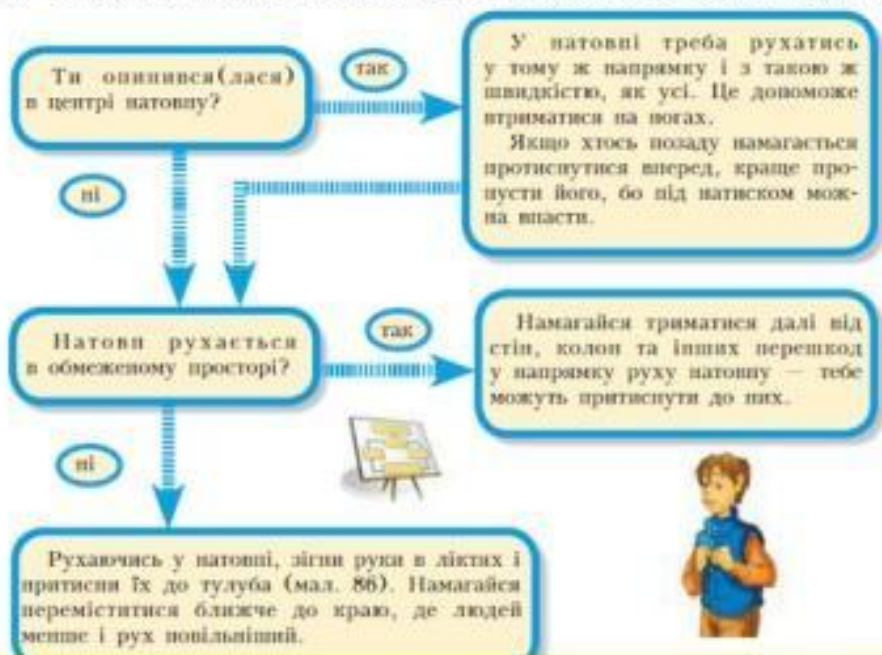 Ти опинився(лася)
в центрі натовпу?
так
У натовпі треба рухатись
у тому ж напрямку і з такою ж
швидкістю, як усі. Це допоможе
втриматися на ногах.
Якщо хтось позаду намагається
протиснутися вперед, краще про-
пусти його, бо під натиском мож-
на впасти.
ні
Натовп рухається
в обмеженому просторі?
так
Намагайся триматися далі від
стін, колон та інших перешкод
у напрямку руху натовпу — тебе
можуть притиснути до них.
ні
Рухаючись у натовпі, зігни руки в ліктях і
притисни їх до тулуба (мал. 86). Намагайся
переміститися ближче до краю, де людей
менше і рух повільніший.